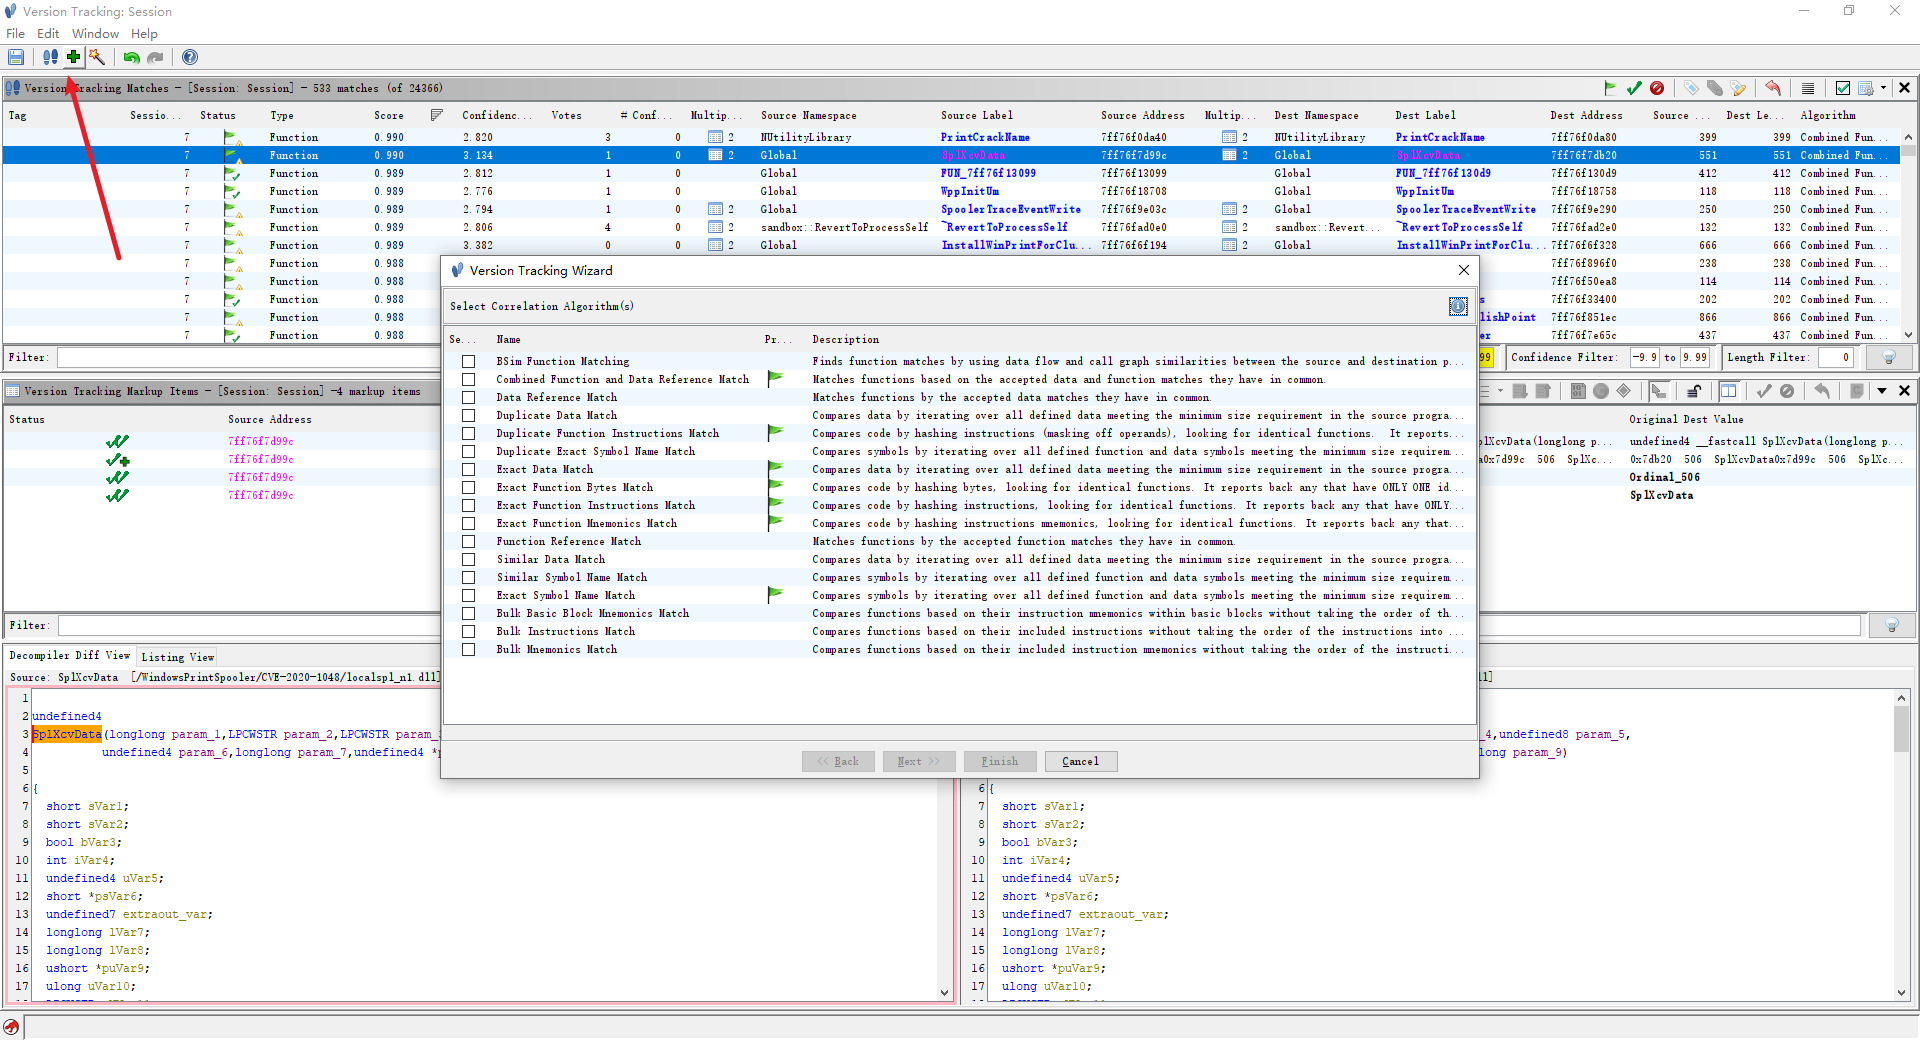 Version Tracking: Session
File Edit Window Help
Version Tracking Matches – [Session: Session] – 533 matches (of 24366)
Tag Sessio... Status Type Score Confidenc... Votes # Conf... Multip... Source Namespace Source Label Source Address Multip... Dest Namespace Dest Label Dest Address Source ... Dest Le... Algorithm
7 Function 0.990 2.820 3 0 2 NUtilityLibrary PrintCrackName 7ff76f0da40 2 NUtilityLibrary PrintCrackName 7ff76f0da80 399 399 Combined Fun...
7 Function 0.990 3.134 1 0 2 Global SplXcvData 7ff76f7d99c 2 Global SplXcvData 7ff76f7db20 551 551 Combined Fun...
7 Function 0.989 2.812 1 0 Global FUN_7ff76f13099 7ff76f13099 Global FUN_7ff76f130d9 7ff76f130d9 412 412 Combined Fun...
7 Function 0.989 2.776 1 0 Global WppInitUm 7ff76f18708 Global WppInitUm 7ff76f18758 118 118 Combined Fun...
7 Function 0.989 2.794 1 0 2 Global SpoolerTraceEventWrite 7ff76f9e03c 2 Global SpoolerTraceEventWrite 7ff76f9e290 250 250 Combined Fun...
7 Function 0.989 2.806 4 0 2 sandbox::RevertToProcessSelf ~RevertToProcessSelf 7ff76fad0e0 2 sandbox::Revert... ~RevertToProcessSelf 7ff76fad2e0 132 132 Combined Fun...
7 Function 0.989 3.382 0 0 2 Global InstallWinPrintForClu... 7ff76f6f194 2 Global InstallWinPrintForClu... 7ff76f6f328 666 666 Combined Fun...
7 Function 0.988 7ff76f896f0 238 238 Combined Fun...
7 Function 0.988 7ff76f50ea8 114 114 Combined Fun...
7 Function 0.988 s 7ff76f33400 202 202 Combined Fun...
7 Function 0.988 lishPoint 7ff76f851ec 866 866 Combined Fun...
7 Function 0.988 er 7ff76f7e65c 437 437 Combined Fun...
Filter: 99 Confidence Filter: -9.9 to 9.99 Length Filter: 0
Version Tracking Wizard
Select Correlation Algorithm(s)
Se... Name Pr... Description
BSim Function Matching Finds function matches by using data flow and call graph similarities between the source and destination p...
Combined Function and Data Reference Match Matches functions based on the accepted data and function matches they have in common.
Data Reference Match Matches functions by the accepted data matches they have in common.
Duplicate Data Match Compares data by iterating over all defined data meeting the minimum size requirement in the source progra...
Duplicate Function Instructions Match Compares code by hashing instructions (masking off operands), looking for identical functions. It reports...
Duplicate Exact Symbol Name Match Compares symbols by iterating over all defined function and data symbols meeting the minimum size requirem...
Exact Data Match Compares data by iterating over all defined data meeting the minimum size requirement in the source progra...
Exact Function Bytes Match Compares code by hashing bytes, looking for identical functions. It reports back any that have ONLY ONE id...
Exact Function Instructions Match Compares code by hashing instructions, looking for identical functions. It reports back any that have ONLY...
Exact Function Mnemonics Match Compares code by hashing instructions mnemonics, looking for identical functions. It reports back any that...
Function Reference Match Matches functions by the accepted function matches they have in common.
Similar Data Match Compares data by iterating over all defined data meeting the minimum size requirement in the source progra...
Similar Symbol Name Match Compares symbols by iterating over all defined function and data symbols meeting the minimum size requirem...
Exact Symbol Name Match Compares symbols by iterating over all defined function and data symbols meeting the minimum size requirem...
Bulk Basic Block Mnemonics Match Compares functions based on their instruction mnemonics within basic blocks without taking the order of th...
Bulk Instructions Match Compares functions based on their included instructions without taking the order of the instructions into ...
Bulk Mnemonics Match Compares functions based on their included instruction mnemonics without taking the order of the instructi...
<< Back Next >> Finish Cancel
Version Tracking Markup Items – [Session: Session] -4 markup items
Status Source Address Original Dest Value
7ff76f7d99c plXcvData(longlong p... undefined4 __fastcall SplXcvData(longlong p...
7ff76f7d99c a0x7d99c 506 SplXc... 0x7db20 506 SplXcvData0x7d99c 506 SplXc...
7ff76f7d99c Ordinal_506
7ff76f7d99c SplXcvData
Filter:
Decompiler Diff View Listing View
Source: SplXcvData [/WindowsPrintSpooler/CVE-2020-1048/localspl_n1.dll] ll]
1
2 undefined4
3 SplXcvData(longlong param_1,LPCWSTR param_2,LPCWSTR param_3 _4,undefined8 param_5,
4 undefined4 param_6,longlong param_7,undefined4 *p long param_9)
5
6 {
7 short sVar1;
8 short sVar2;
9 bool bVar3;
10 int iVar4;
11 undefined4 uVar5;
12 short *psVar6;
13 undefined7 extraout_var;
14 longlong lVar7;
15 longlong lVar8;
16 ushort *puVar9;
17 ulong uVar10;
6 {
7 short sVar1;
8 short sVar2;
9 bool bVar3;
10 int iVar4;
11 undefined4 uVar5;
12 short *psVar6;
13 undefined7 extraout_var;
14 longlong lVar7;
15 longlong lVar8;
16 ushort *puVar9;
17 ulong uVar10;